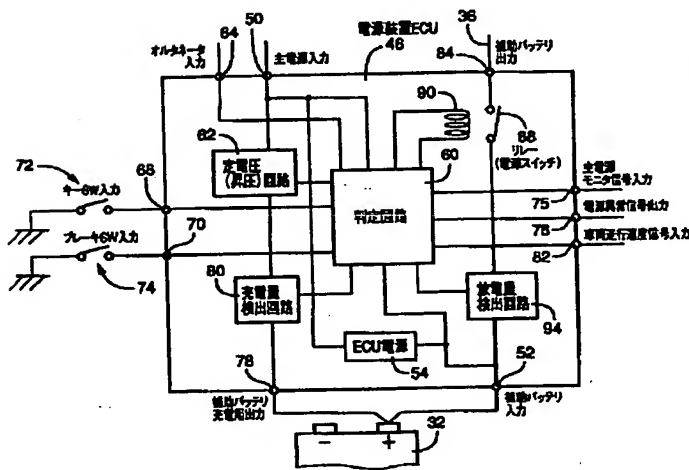 50
36
オルタネータ
入力
64
主電源入力
電源装置ECU
46
補助バッテリ
出力
84
90
88
リレー
(電源スイッチ)
62
定電圧
(昇圧)回路
60
72
キーSW入力
68
判定回路
主電源
モニタ信号入力
75
電源異常信号出力
76
車両走行速度信号入力
82
ブレーキSW入力
70
74
80
充電量
検出回路
放電量
検出回路
94
ECU電源
54
78
52
補助バッテリ
充電用出力
補助バッテリ
入力
− +
32